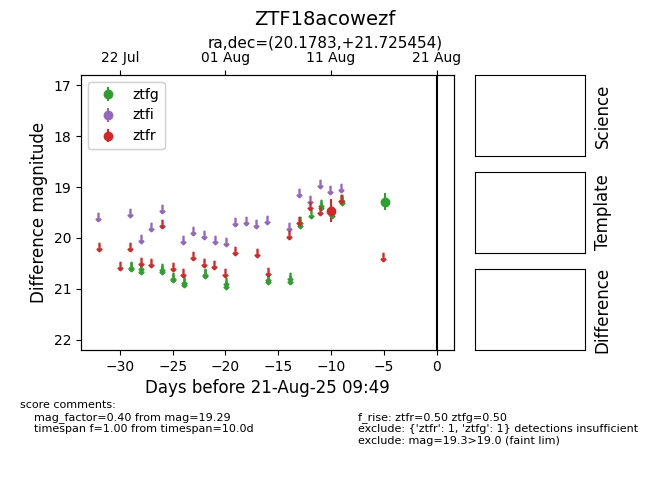 ZTF18acowezf
ra,dec=(20.1783,+21.725454)
22 Jul 01 Aug 11 Aug 21 Aug
17
18
19
20
21
22
Difference magnitude
ztfg
ztfi
ztfr
−30 −25 −20 −15 −10 −5 0
Days before 21-Aug-25 09:49
Science
Template
Difference
score comments:
mag_factor=0.40 from mag=19.29
timespan f=1.00 from timespan=10.0d
f_rise: ztfr=0.50 ztfg=0.50
exclude: {'ztfr': 1, 'ztfg': 1} detections insufficient
exclude: mag=19.3>19.0 (faint lim)